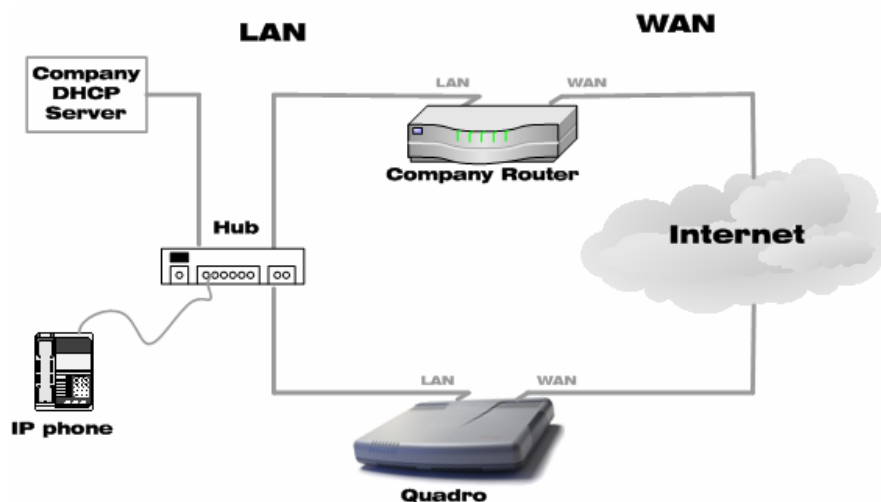 LAN
WAN
Company
DHCP
Server
LAN
WAN
Company Router
Hub
Internet
IP phone
LAN
WAN
Quadro